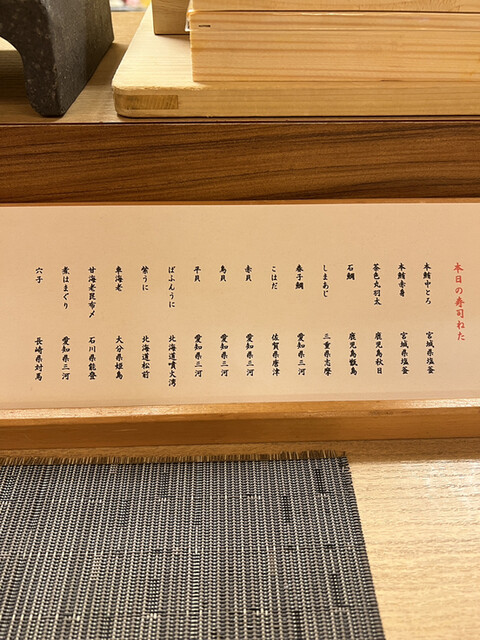 本日の寿司ねた
本鮪中とろ 宮城県塩釜
本鮪赤身 宮城県塩釜
茶色丸羽太 鹿児島秋目
石鯛 鹿児島甑島
しまあじ 三重県志摩
春子鯛 愛知県三河
こはだ 佐賀県唐津
赤貝 愛知県三河
鳥貝 愛知県三河
平貝 愛知県三河
ばふんうに 北海道噴火湾
紫うに 北海道松前
車海老 大分県姫島
甘海老昆布〆 石川県能登
煮はまぐり 愛知県三河
穴子 長崎県対馬